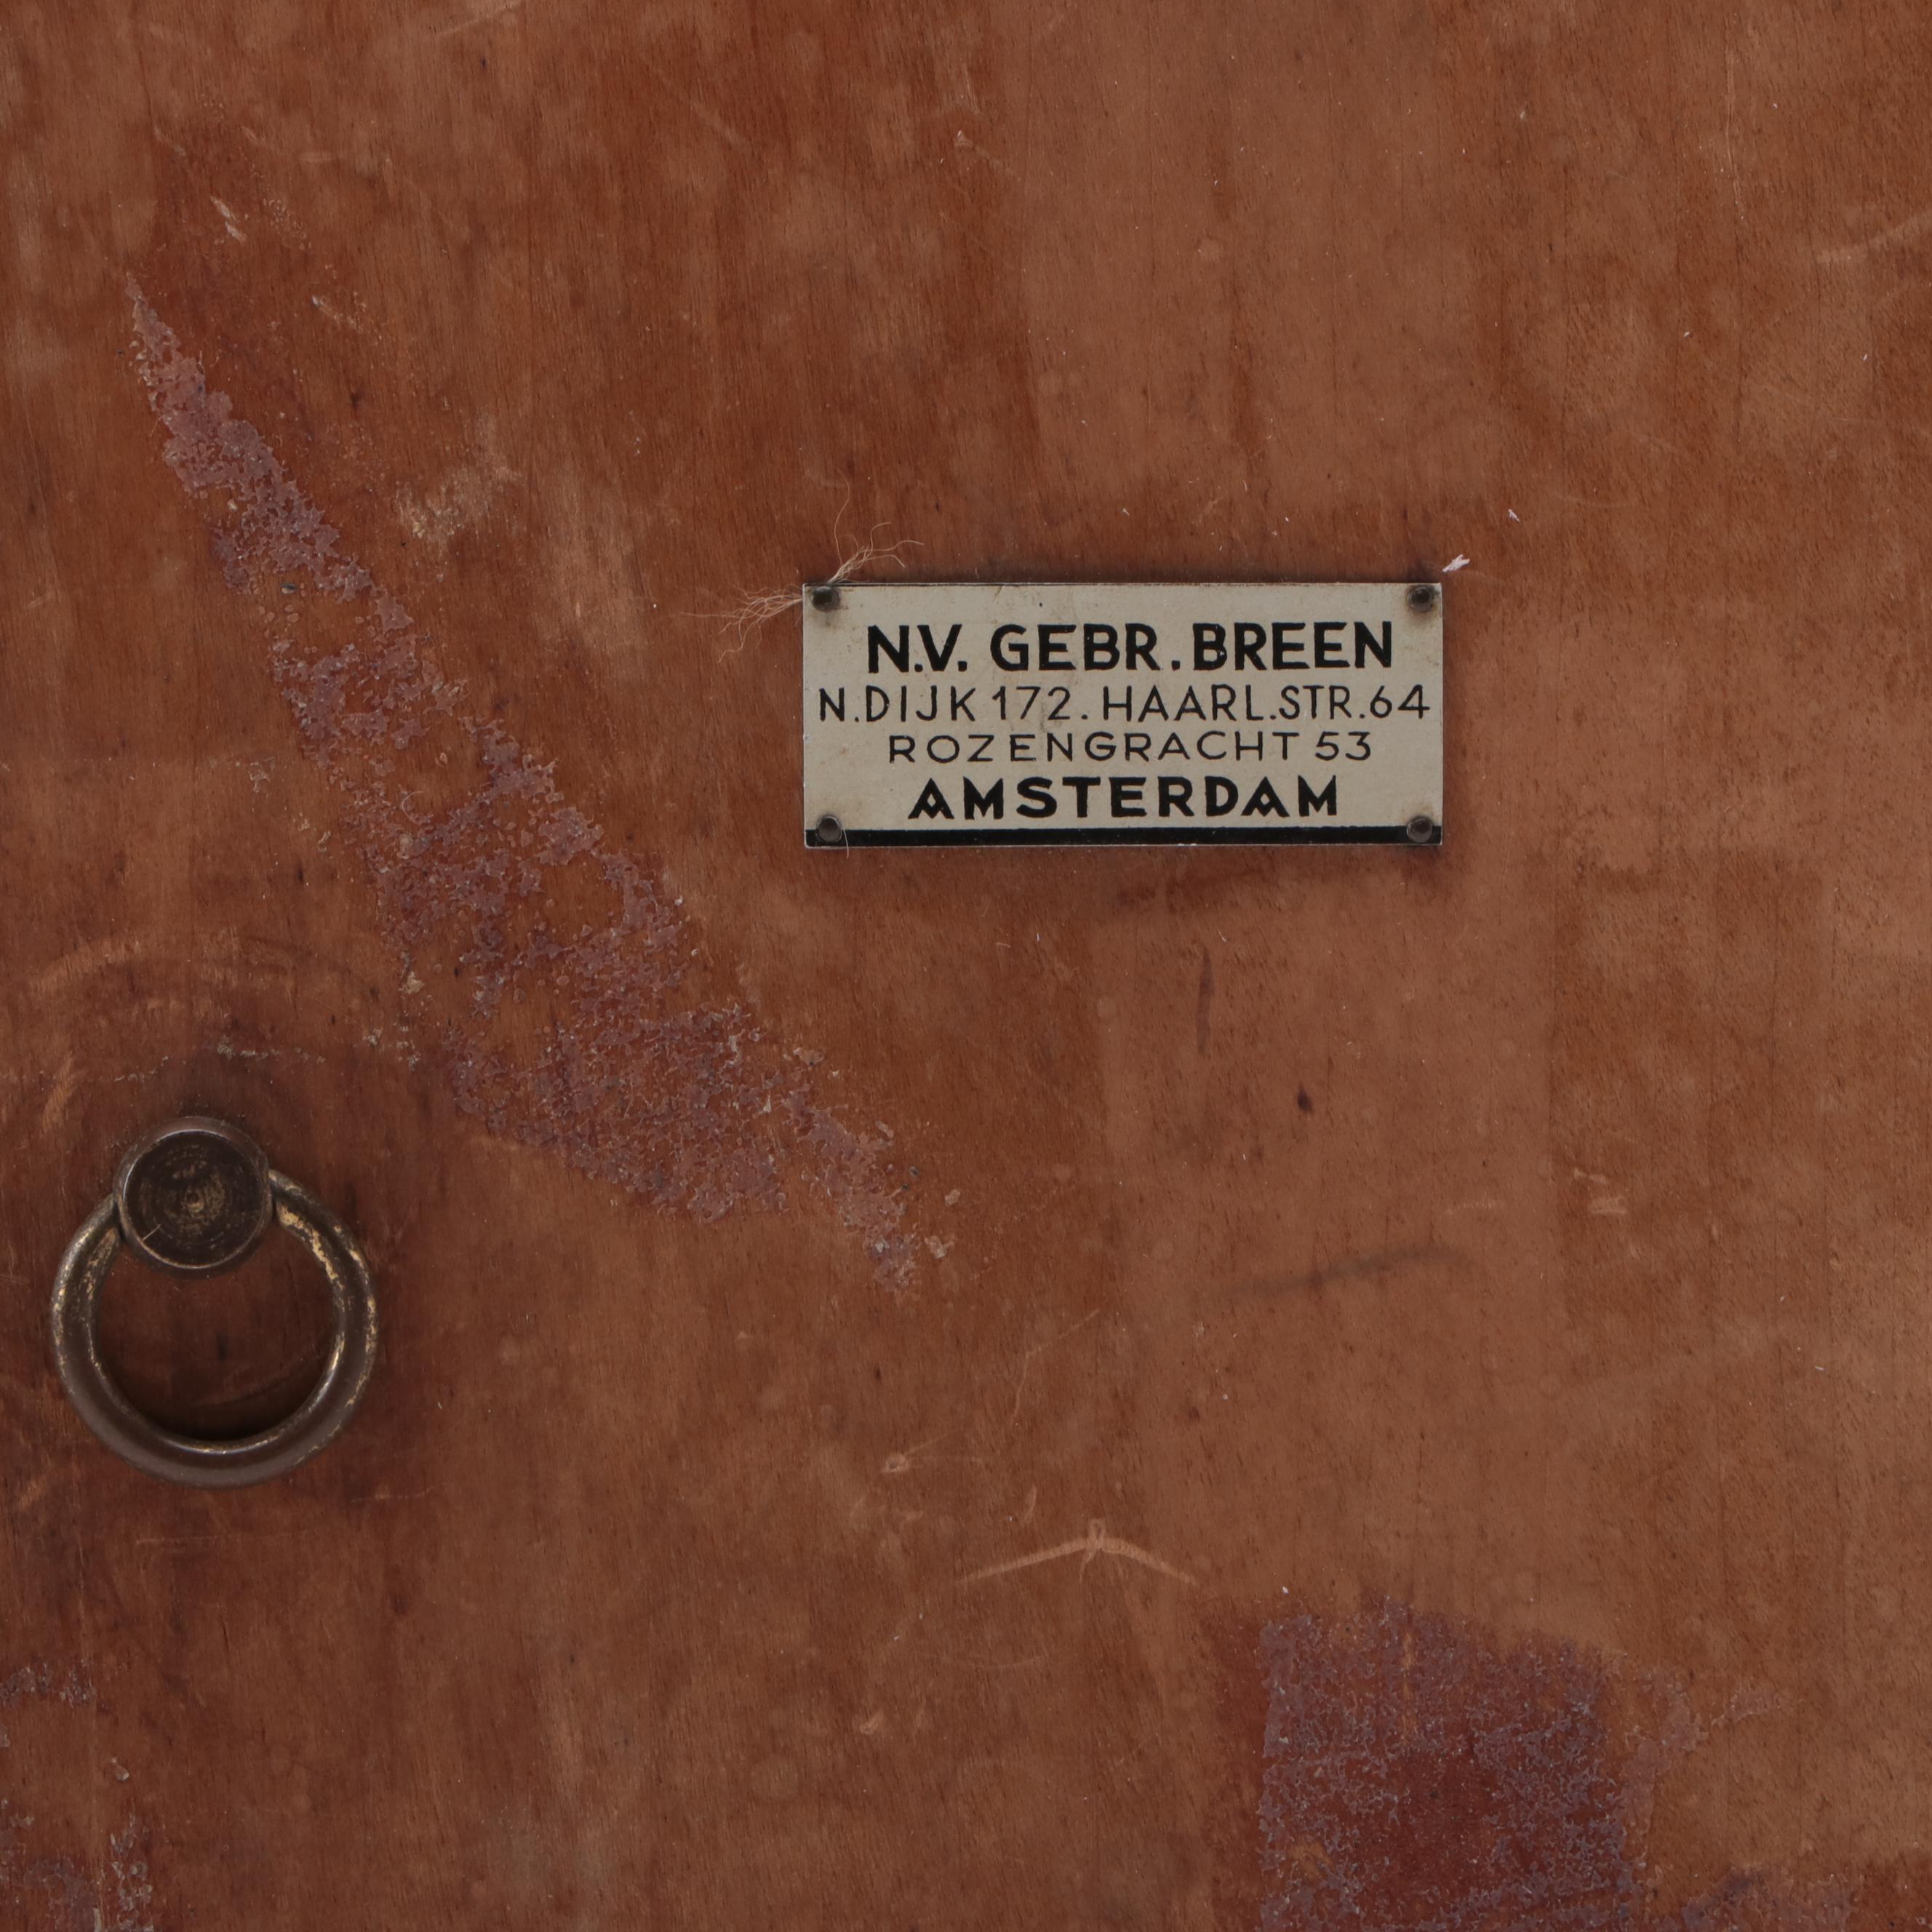 N.V. GEBR. BREEN
N.DIJK 172. HAARL.STR.64
ROZENGRACHT 53
AMSTERDAM